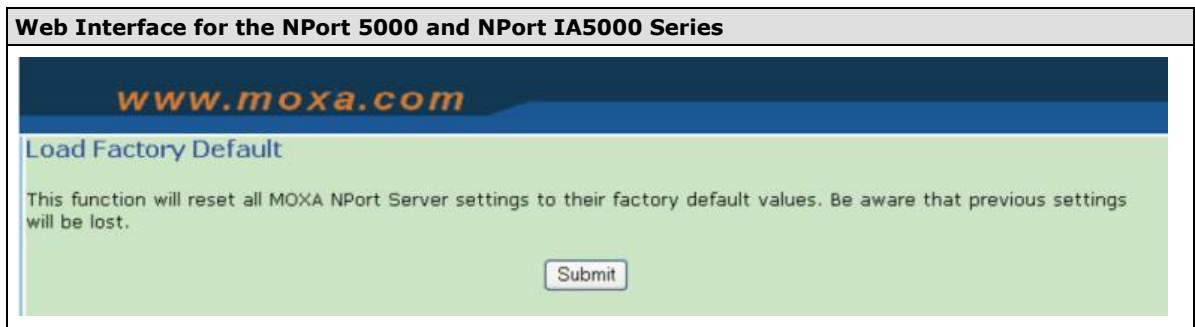 Web Interface for the NPort 5000 and NPort IA5000 Series
www.moxa.com
Load Factory Default
This function will reset all MOXA NPort Server settings to their factory default values. Be aware that previous settings
will be lost.
Submit